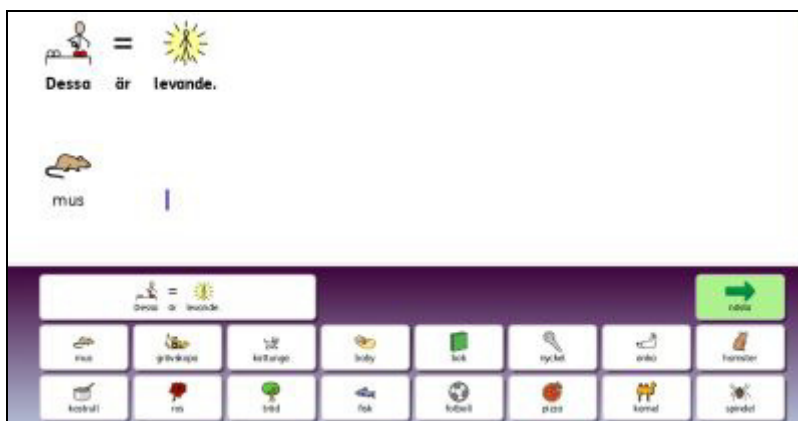 Dessa är levande.
mus
Dessa är levande
nästa
mus grävskopa kattunge baby bok nyckel anka hamster
kastrull ros träd fisk fotboll pizza kamel spindel